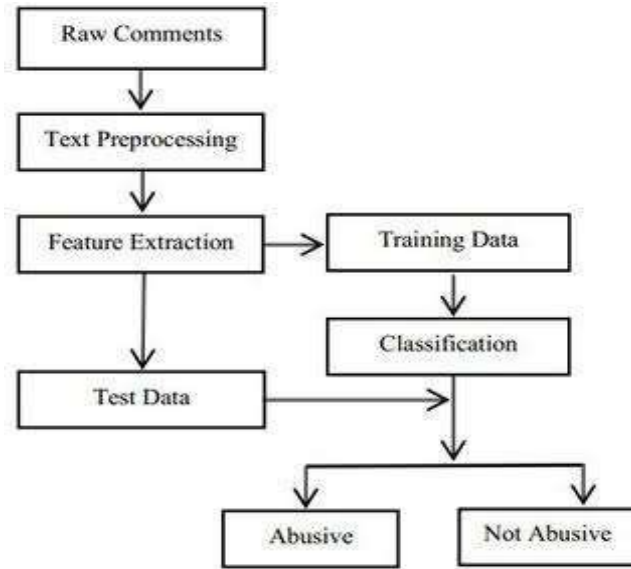 Raw Comments
Text Preprocessing
Feature Extraction
Training Data
Classification
Test Data
Abusive
Not Abusive